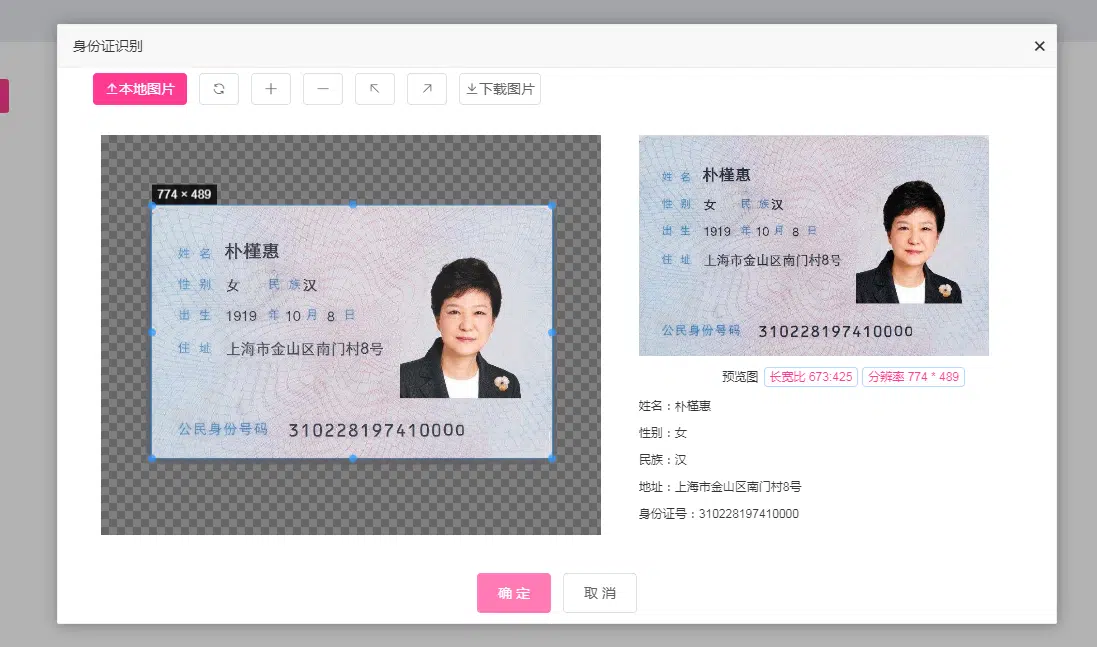 身份证识别
本地图片
下载图片
774 × 489
姓 名 朴槿惠
性 别 女 民 族 汉
出 生 1919 年 10 月 8 日
住 址 上海市金山区南门村8号
公民身份号码 310228197410000
姓 名 朴槿惠
性 别 女 民 族 汉
出 生 1919 年 10 月 8 日
住 址 上海市金山区南门村8号
公民身份号码 310228197410000
预览图 长宽比 673:425 分辨率 774 * 489
姓名：朴槿惠
性别：女
民族：汉
地址：上海市金山区南门村8号
身份证号：310228197410000
确 定 取 消